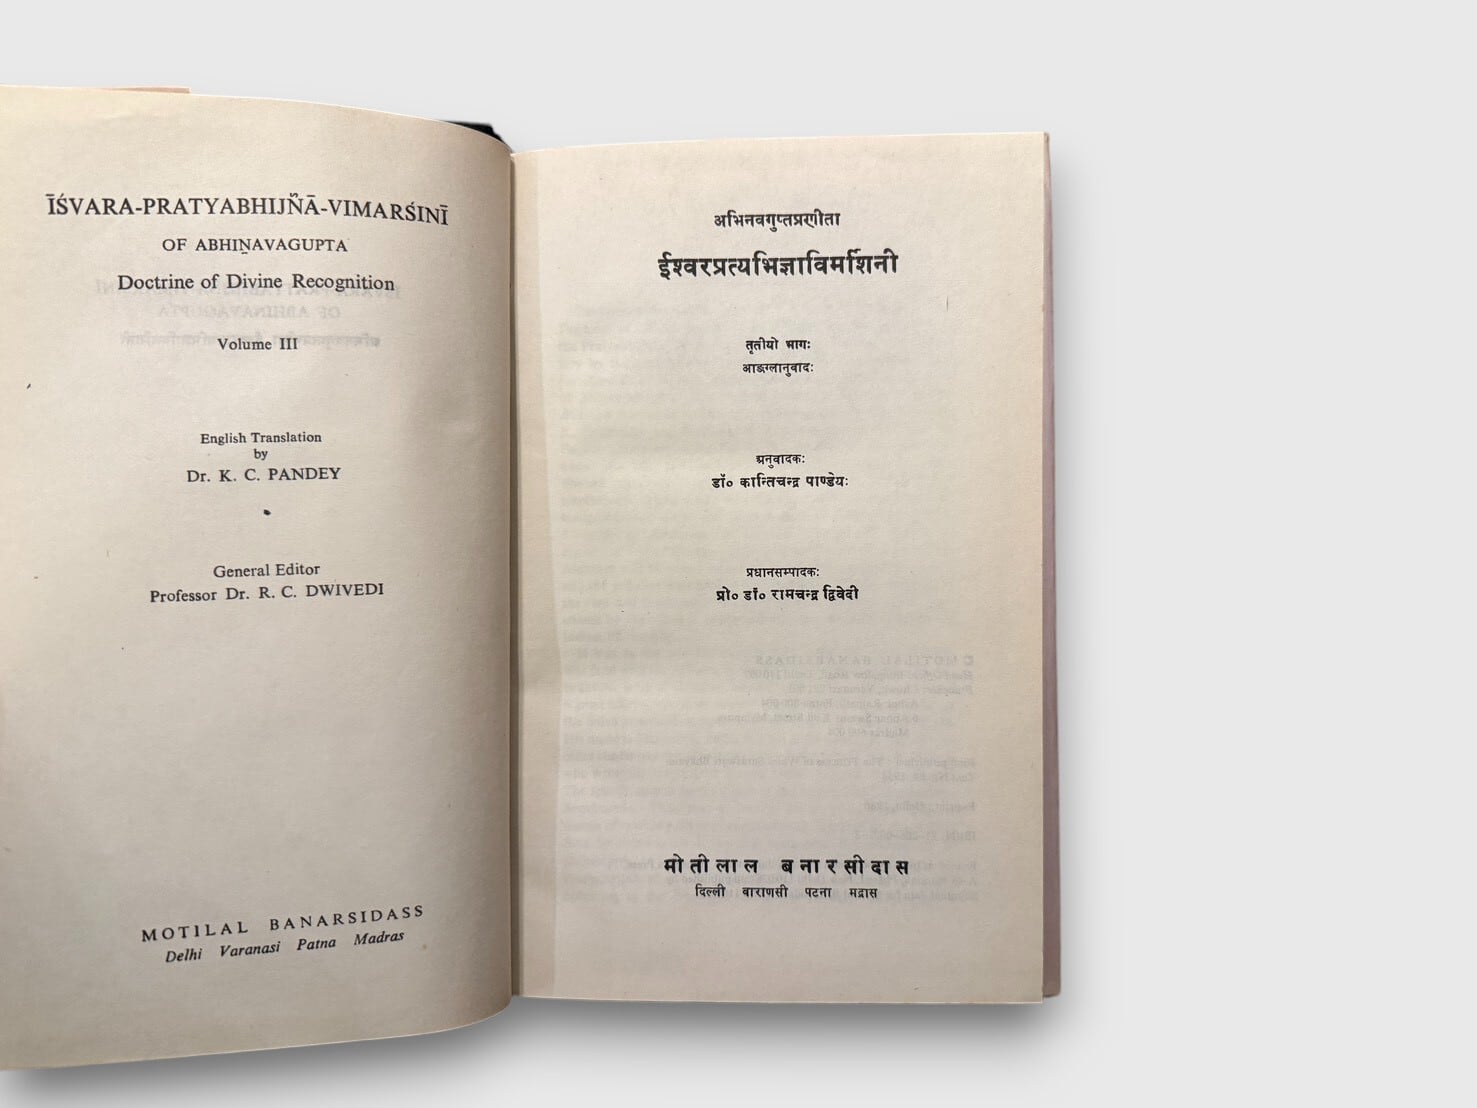 ĪŚVARA-PRATYABHIJÑĀ-VIMARŚINĪ
OF ABHINAVAGUPTA
Doctrine of Divine Recognition
Volume III
English Translation
by
Dr. K. C. PANDEY
General Editor
Professor Dr. R. C. DWIVEDI
MOTILAL BANARSIDASS
Delhi Varanasi Patna Madras
अभिनवगुप्तप्रणीता
ईश्वरप्रत्यभिज्ञाविमर्शिनी
तृतीयो भागः
आङग्लानुवादः
अनुवादकः
डॉ० कान्तिचन्द्र पाण्डेयः
प्रधानसम्पादकः
प्रो० डॉ० रामचन्द्र द्विवेदी
मोतीलाल बनारसीदास
दिल्ली वाराणसी पटना मद्रास